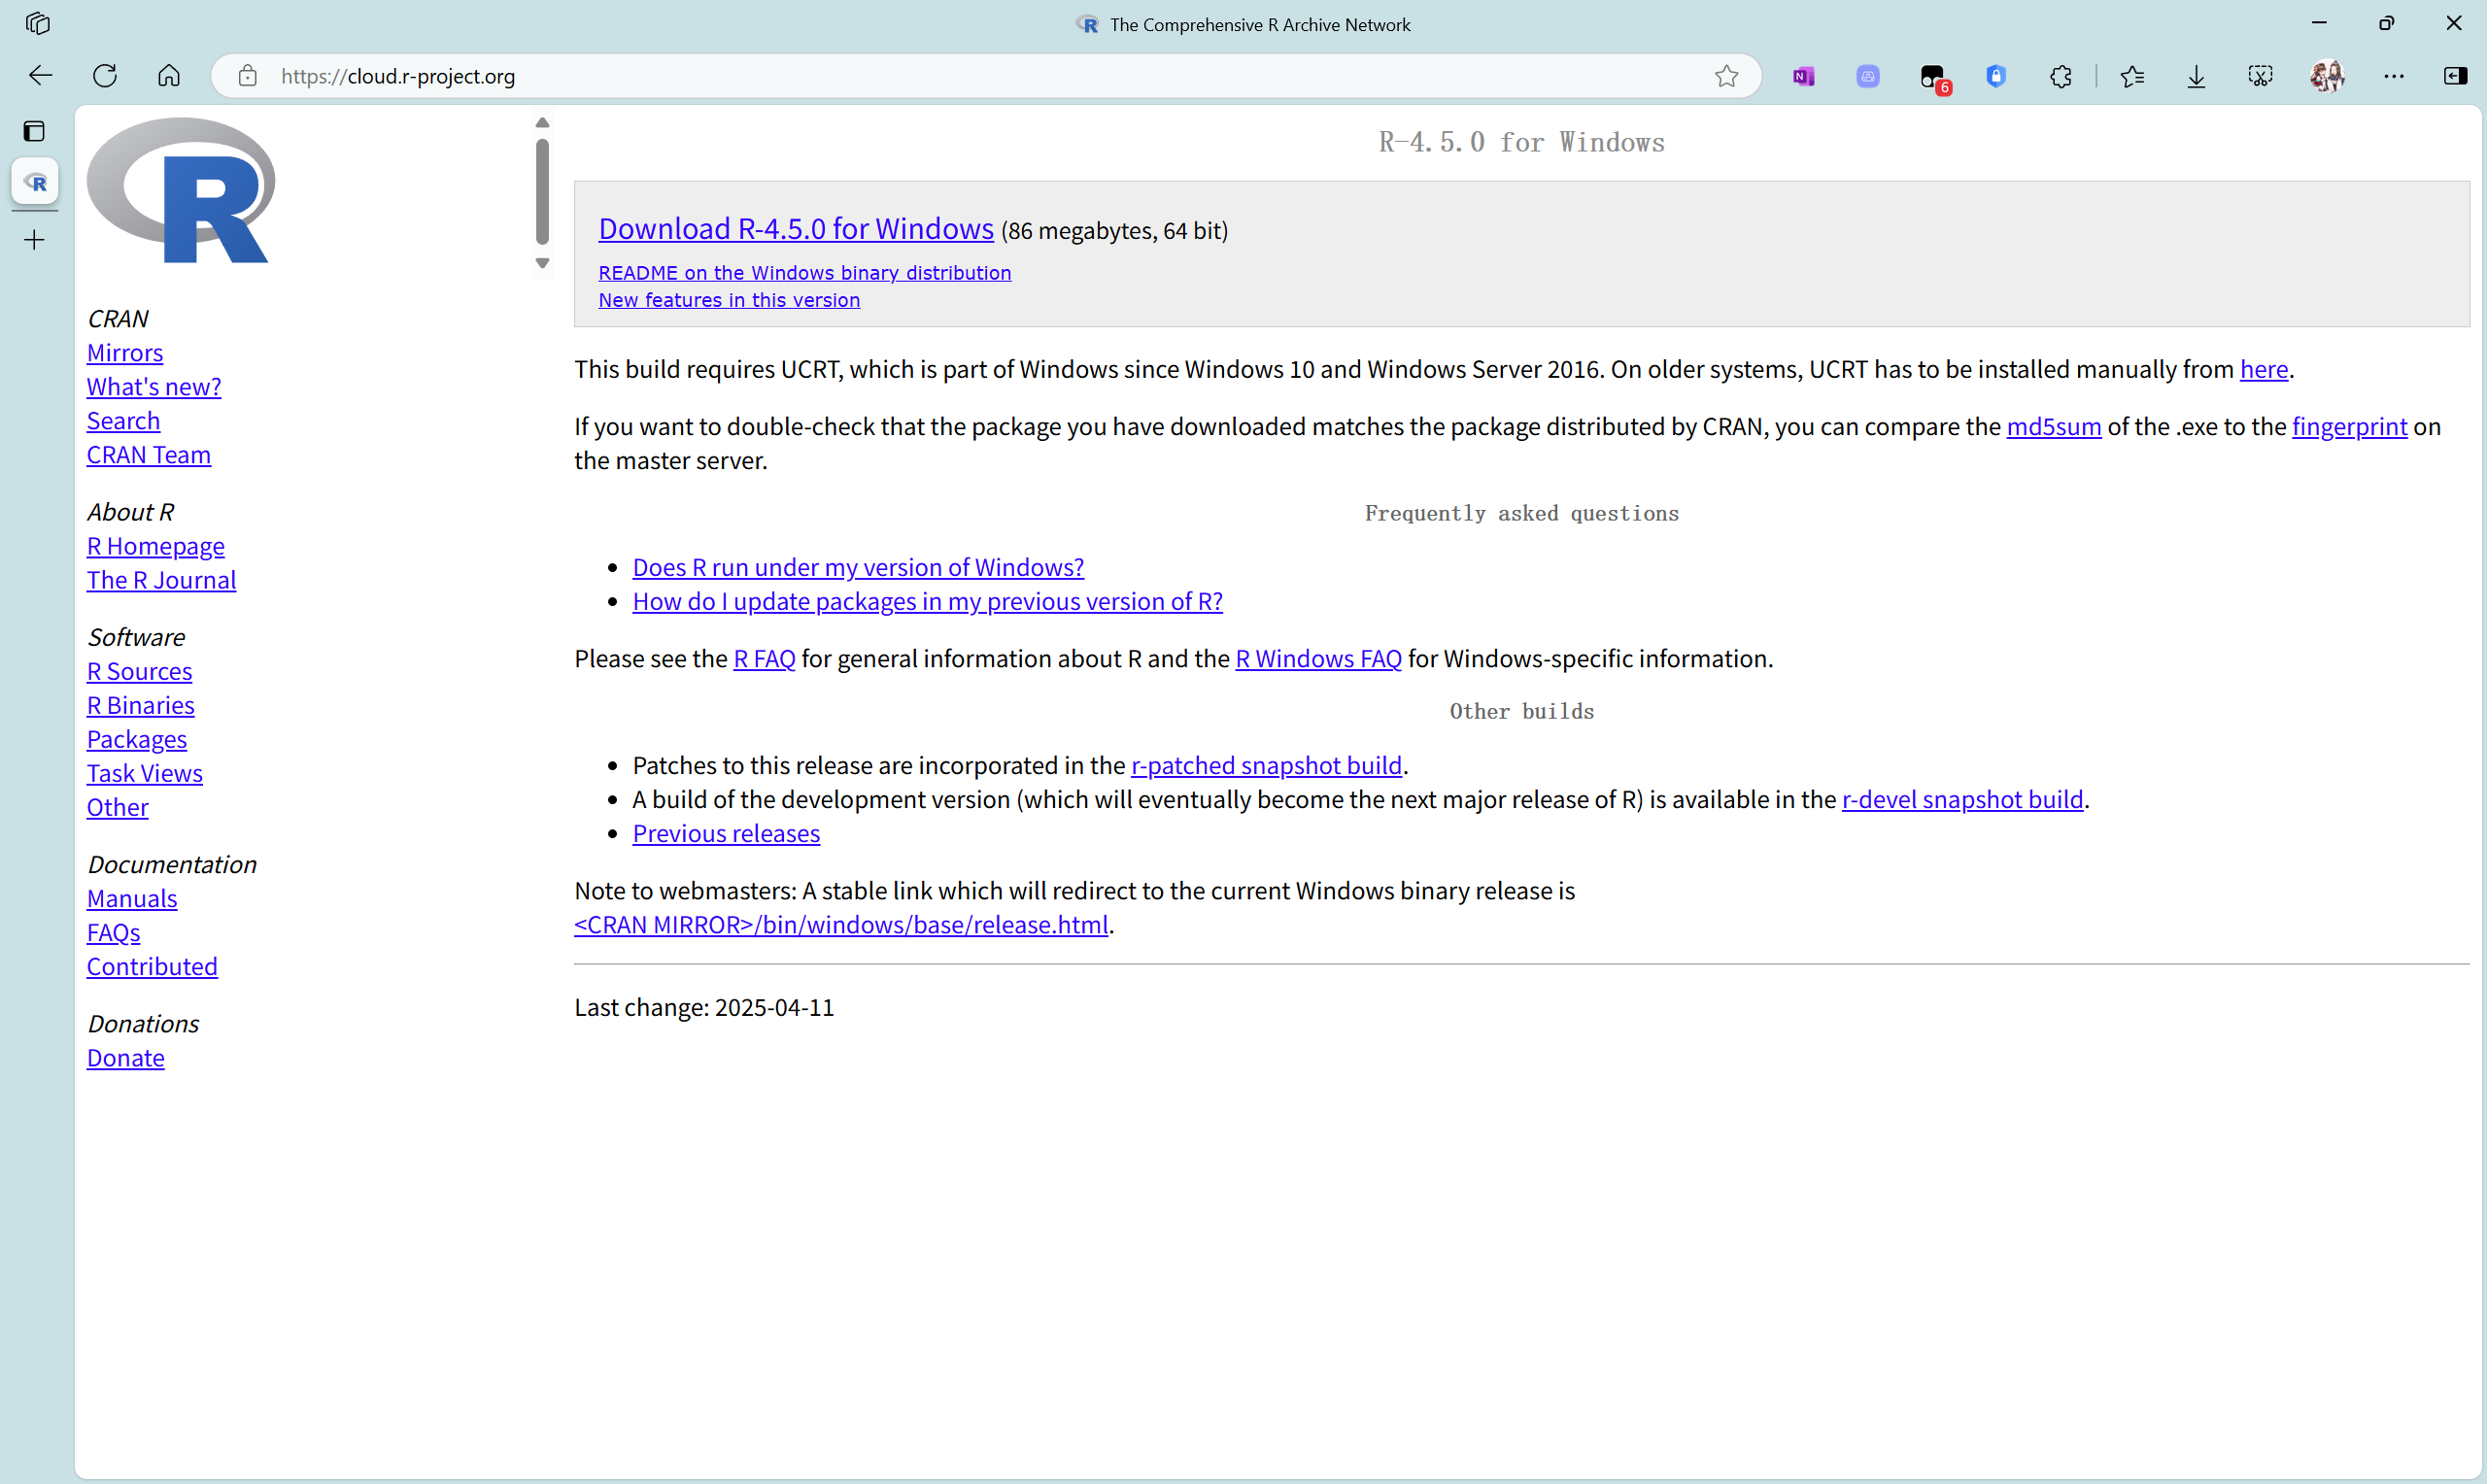 The Comprehensive R Archive Network
https://cloud.r-project.org
6
R
CRAN
Mirrors
What's new?
Search
CRAN Team
About R
R Homepage
The R Journal
Software
R Sources
R Binaries
Packages
Task Views
Other
Documentation
Manuals
FAQs
Contributed
Donations
Donate
R-4.5.0 for Windows
Download R-4.5.0 for Windows (86 megabytes, 64 bit)
README on the Windows binary distribution
New features in this version
This build requires UCRT, which is part of Windows since Windows 10 and Windows Server 2016. On older systems, UCRT has to be installed manually from here.
If you want to double-check that the package you have downloaded matches the package distributed by CRAN, you can compare the md5sum of the .exe to the fingerprint on
the master server.
Frequently asked questions
• Does R run under my version of Windows?
• How do I update packages in my previous version of R?
Please see the R FAQ for general information about R and the R Windows FAQ for Windows-specific information.
Other builds
• Patches to this release are incorporated in the r-patched snapshot build.
• A build of the development version (which will eventually become the next major release of R) is available in the r-devel snapshot build.
• Previous releases
Note to webmasters: A stable link which will redirect to the current Windows binary release is
<CRAN MIRROR>/bin/windows/base/release.html.
Last change: 2025-04-11